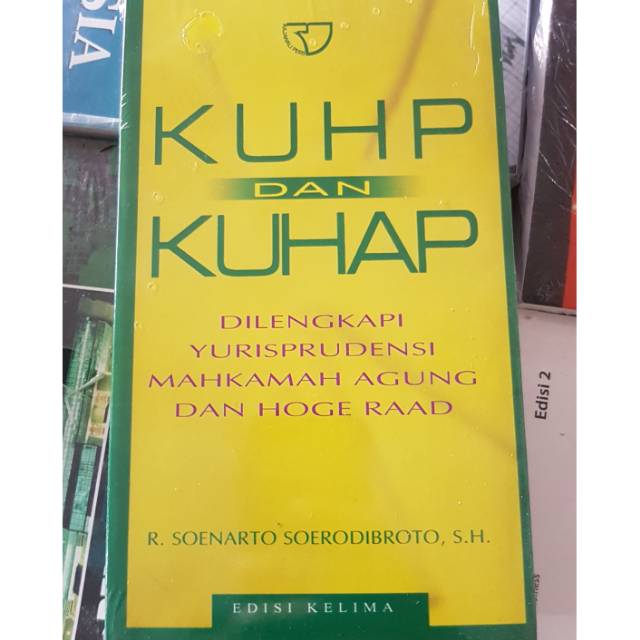 KUHP
DAN
KUHAP
DILENGKAPI
YURISPRUDENSI
MAHKAMAH AGUNG
DAN HOGE RAAD
R. SOENARTO SOERODIBROTO, S.H.
EDISI KELIMA
SIA
Edisi 2